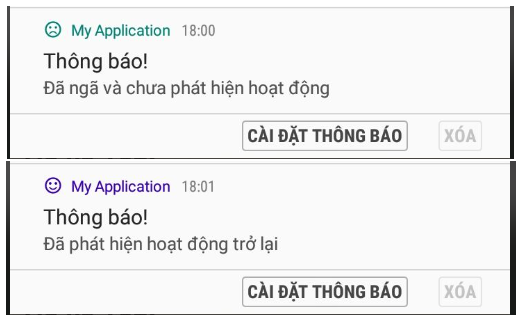 My Application 18:00
Thông báo!
Đã ngã và chưa phát hiện hoạt động
CÀI ĐẶT THÔNG BÁO XÓA
My Application 18:01
Thông báo!
Đã phát hiện hoạt động trở lại
CÀI ĐẶT THÔNG BÁO XÓA